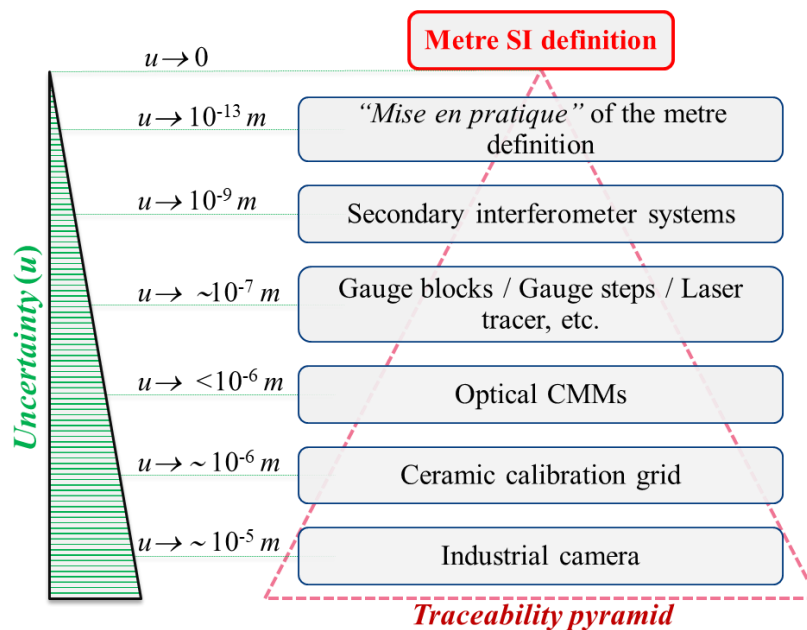 Metre SI definition
u→0
u→10⁻¹³ m
“Mise en pratique” of the metre
definition
u→10⁻⁹ m
Secondary interferometer systems
u→ ~10⁻⁷ m
Gauge blocks / Gauge steps / Laser
tracer, etc.
u→ <10⁻⁶ m
Optical CMMs
u→ ~ 10⁻⁶ m
Ceramic calibration grid
u→ ~ 10⁻⁵ m
Industrial camera
Uncertainty (u)
Traceability pyramid